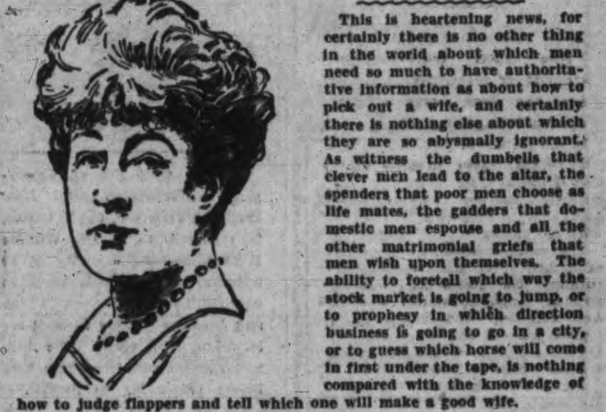 This is heartening news, for
certainly there is no other thing
in the world about which men
need so much to have authorita-
tive information as about how to
pick out a wife, and certainly
there is nothing else about which
they are so abysmally ignorant.
As witness the dumbells that
clever men lead to the altar, the
spenders that poor men choose as
life mates, the gadders that do-
mestic men espouse and all the
other matrimonial griefs that
men wish upon themselves. The
ability to foretell which way the
stock market is going to jump, or
to prophesy in which direction
business is going to go in a city,
or to guess which horse will come
in first under the tape, is nothing
compared with the knowledge of
how to judge flappers and tell which one will make a good wife.